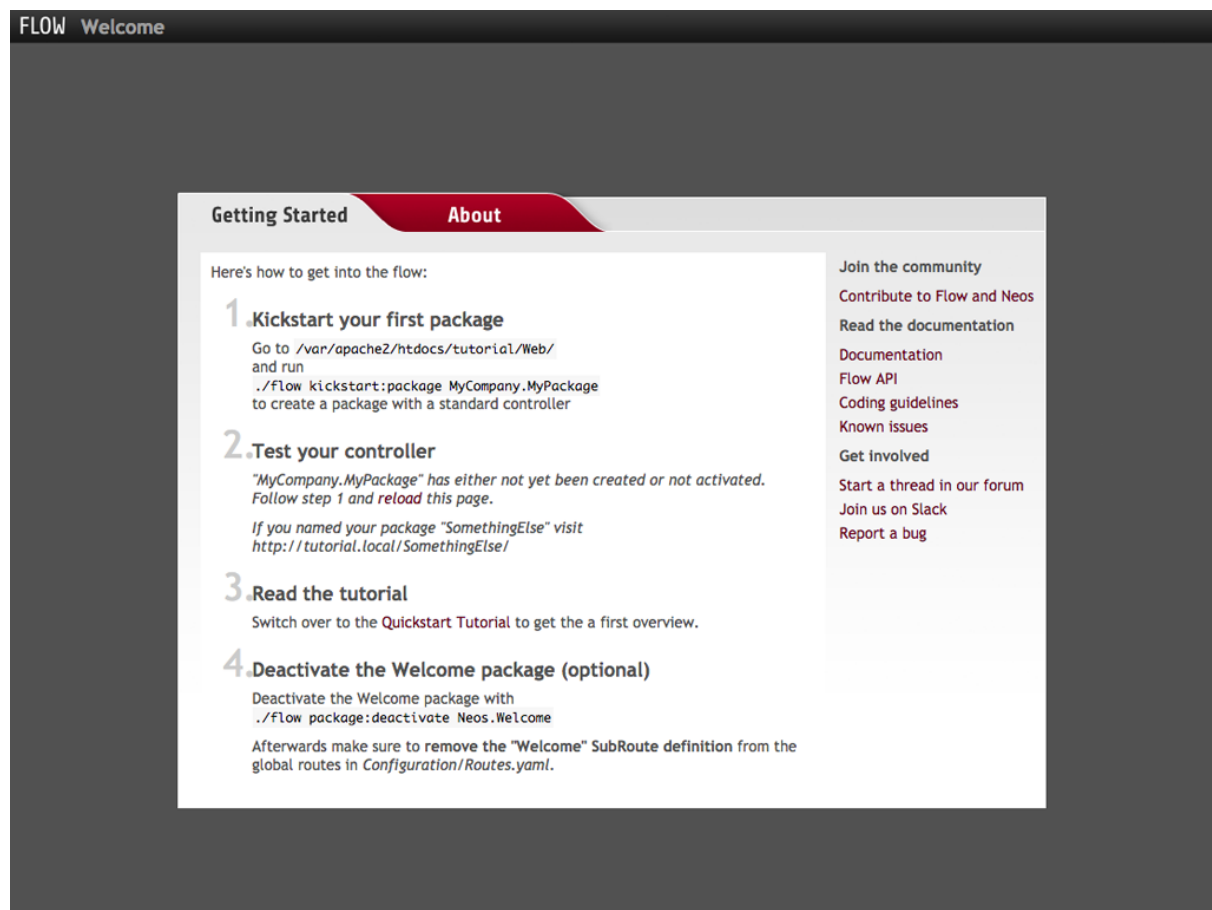 FLOW Welcome
Getting Started
About
Here's how to get into the flow:
1. Kickstart your first package
Go to /var/apache2/htdocs/tutorial/Web/
and run
./flow kickstart:package MyCompany.MyPackage
to create a package with a standard controller
2. Test your controller
"MyCompany.MyPackage" has either not yet been created or not activated.
Follow step 1 and reload this page.
If you named your package "SomethingElse" visit
http://tutorial.local/SomethingElse/
3. Read the tutorial
Switch over to the Quickstart Tutorial to get the a first overview.
4. Deactivate the Welcome package (optional)
Deactivate the Welcome package with
./flow package:deactivate Neos.Welcome
Afterwards make sure to remove the "Welcome" SubRoute definition from the
global routes in Configuration/Routes.yaml.
Join the community
Contribute to Flow and Neos
Read the documentation
Documentation
Flow API
Coding guidelines
Known issues
Get involved
Start a thread in our forum
Join us on Slack
Report a bug